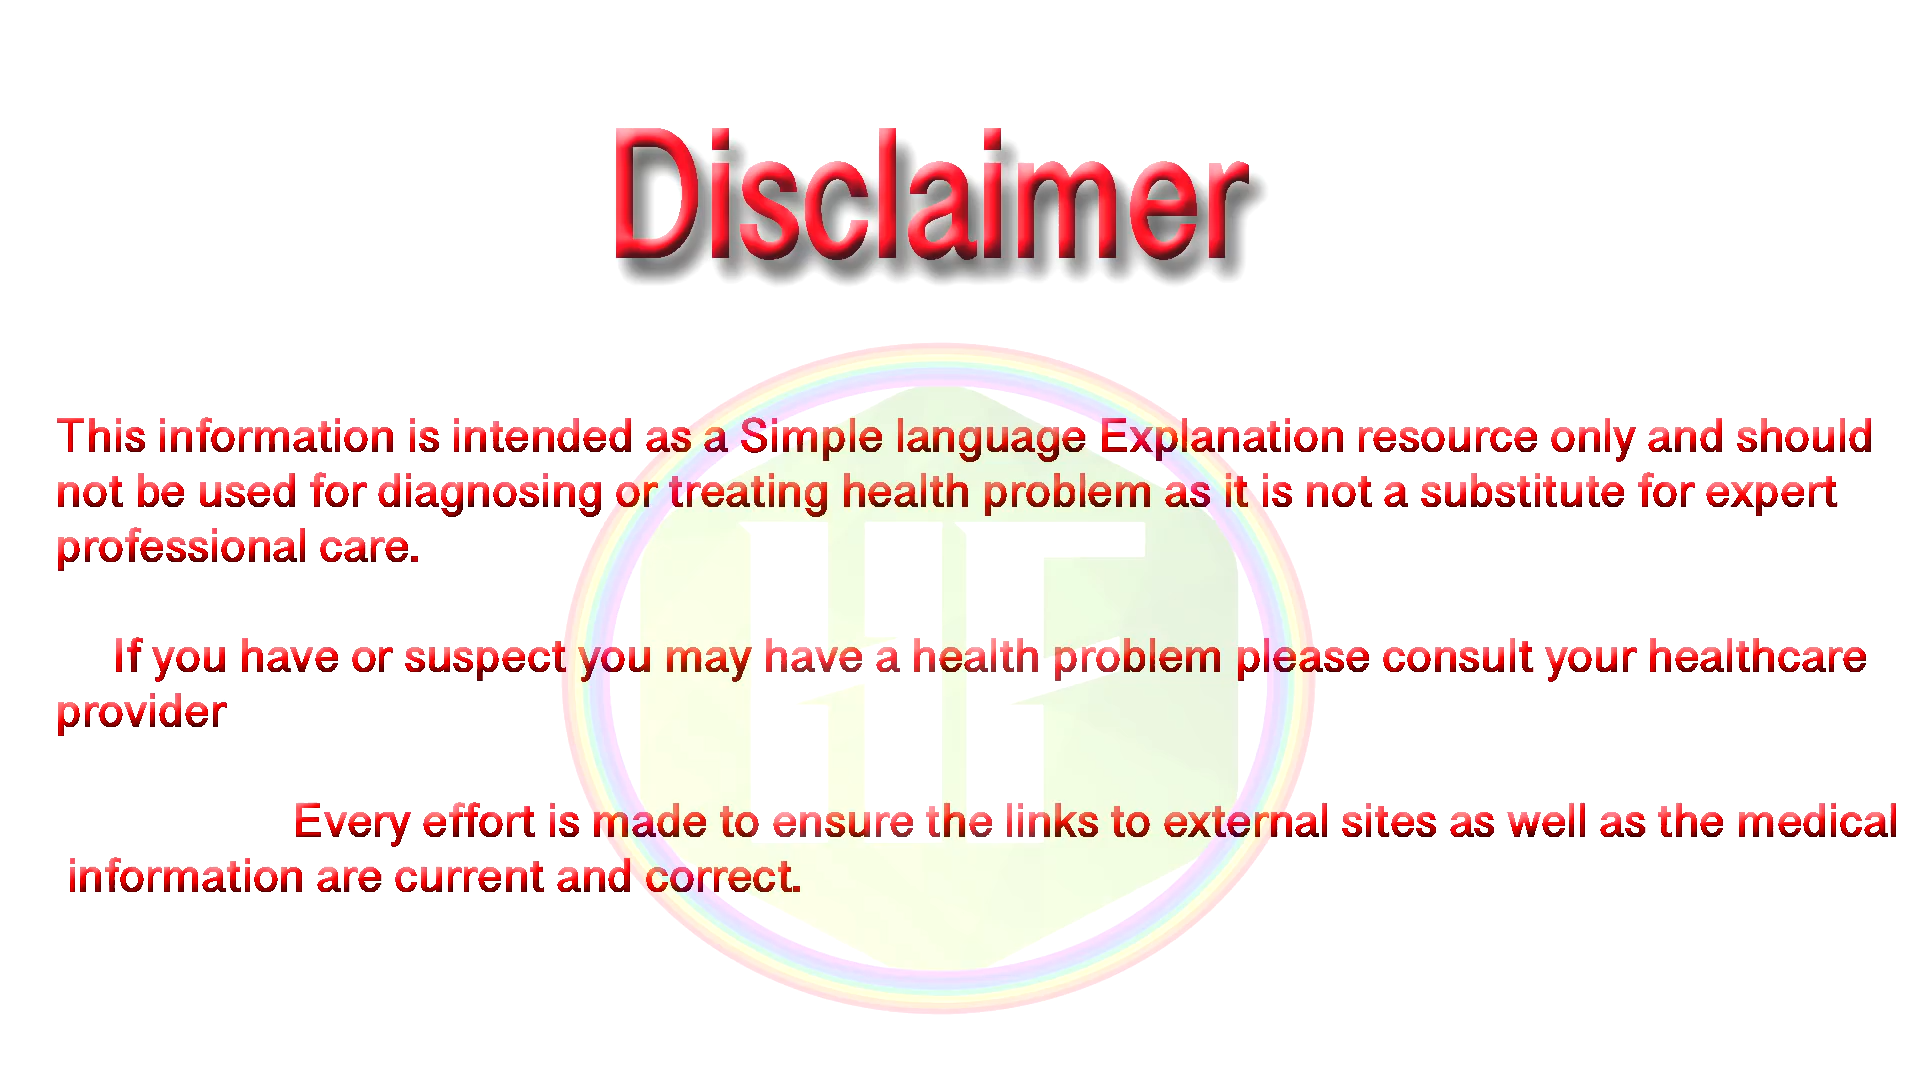 Disclaimer
This information is intended as a Simple language Explanation resource only and should
not be used for diagnosing or treating health problem as it is not a substitute for expert
professional care.
If you have or suspect you may have a health problem please consult your healthcare
provider
Every effort is made to ensure the links to external sites as well as the medical
information are current and correct.
HF